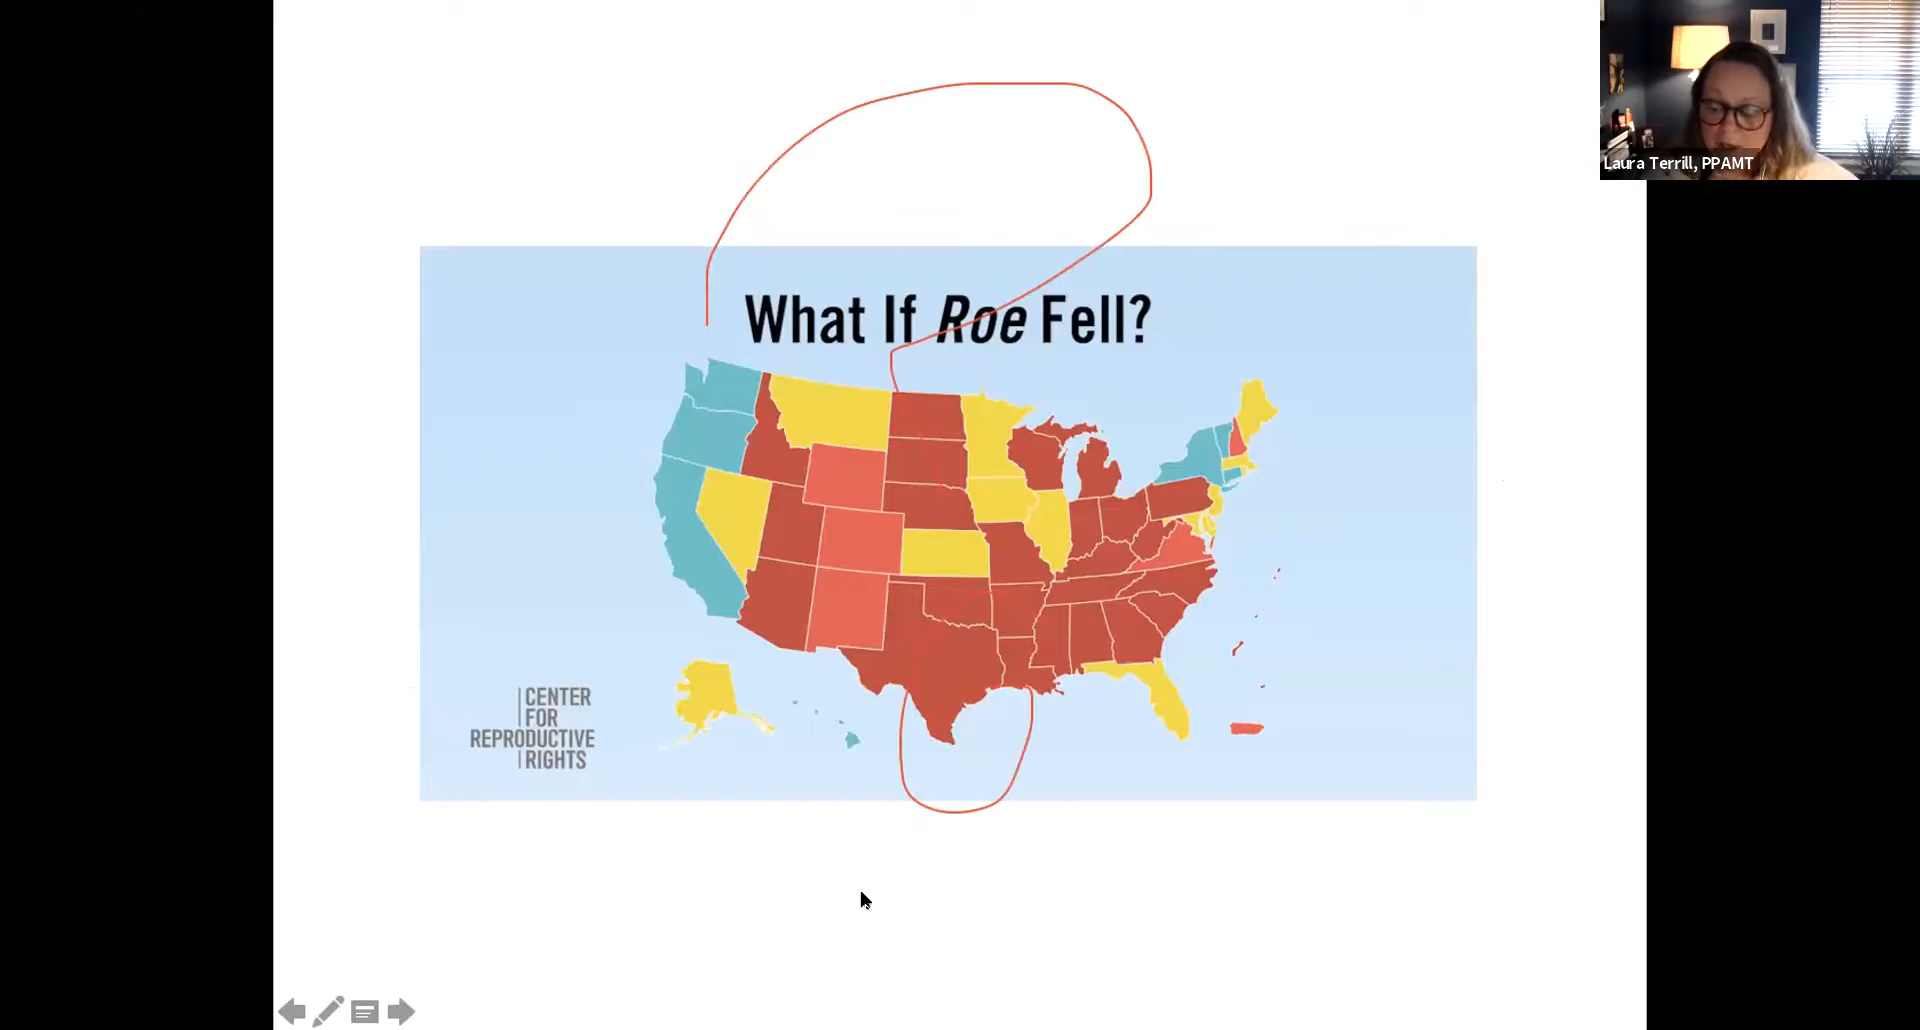 Laura Terrill, PPAMT
What If Roe Fell?
CENTER
FOR
REPRODUCTIVE
RIGHTS